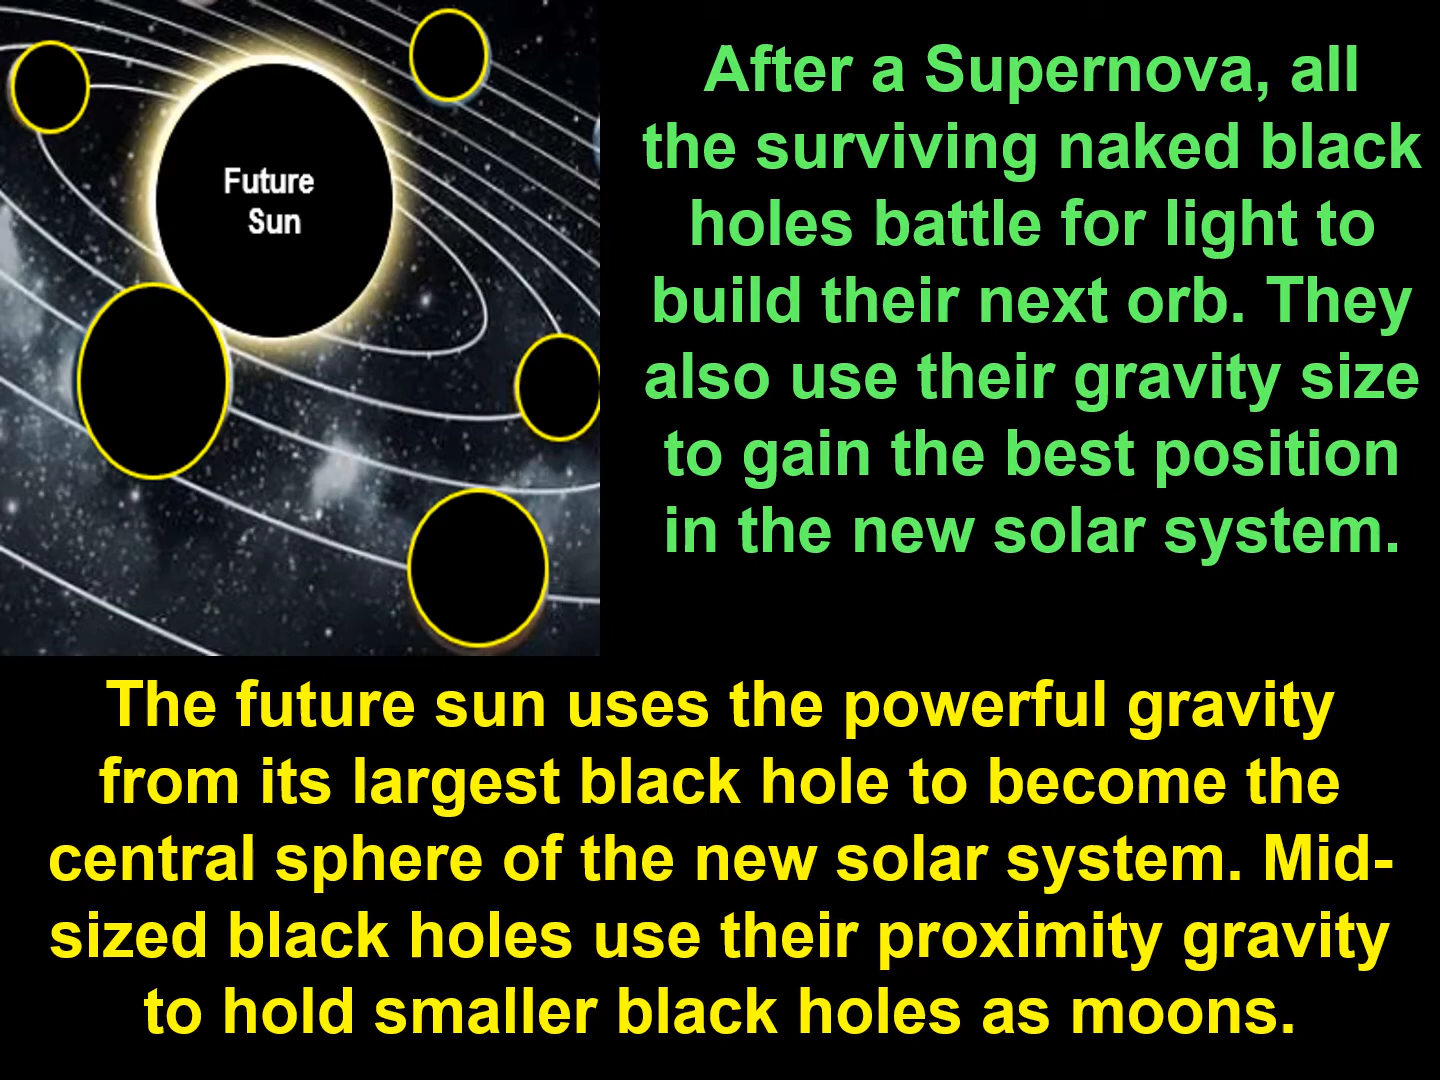 Future
Sun
After a Supernova, all
the surviving naked black
holes battle for light to
build their next orb. They
also use their gravity size
to gain the best position
in the new solar system.
The future sun uses the powerful gravity
from its largest black hole to become the
central sphere of the new solar system. Mid-
sized black holes use their proximity gravity
to hold smaller black holes as moons.